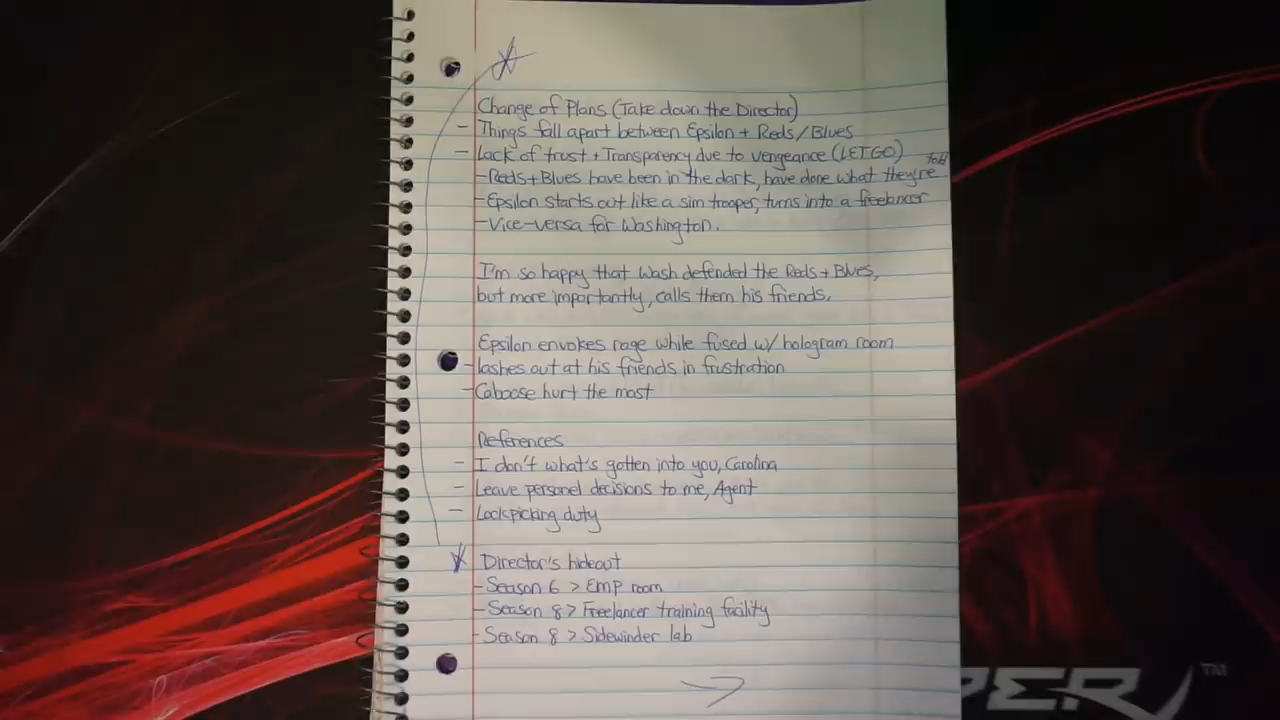 Change of Plans (Take down the Director)
- Things fall apart between Epsilon + Reds/Blues
- Lack of trust + Transparency due to vengeance (LET GO)
- Reds + Blues have been in the dark, have done what they're told
- Epsilon starts out like a sim trooper, turns into a freelancer
- Vice-versa for Washington.
I'm so happy that Wash defended the Reds + Blues,
but more importantly, calls them his friends.
Epsilon envokes rage while fused w/ hologram room
- lashes out at his friends in frustration
- Caboose hurt the most
References
- I don't what's gotten into you, Carolina
- Leave personel decisions to me, Agent
- Lockpicking duty
Director's hideout
- Season 6 > Emp room
- Season 8 > Freelancer training facility
- Season 8 > Sidewinder lab
PER™